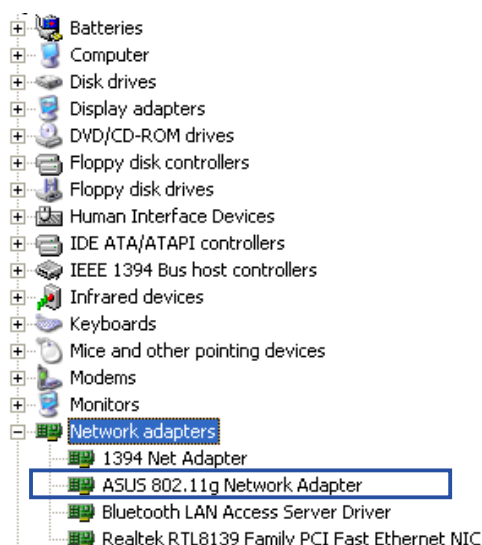 Batteries
Computer
Disk drives
Display adapters
DVD/CD-ROM drives
Floppy disk controllers
Floppy disk drives
Human Interface Devices
IDE ATA/ATAPI controllers
IEEE 1394 Bus host controllers
Infrared devices
Keyboards
Mice and other pointing devices
Modems
Monitors
Network adapters
1394 Net Adapter
ASUS 802.11g Network Adapter
Bluetooth LAN Access Server Driver
Realtek RTL8139 Family PCI Fast Ethernet NIC